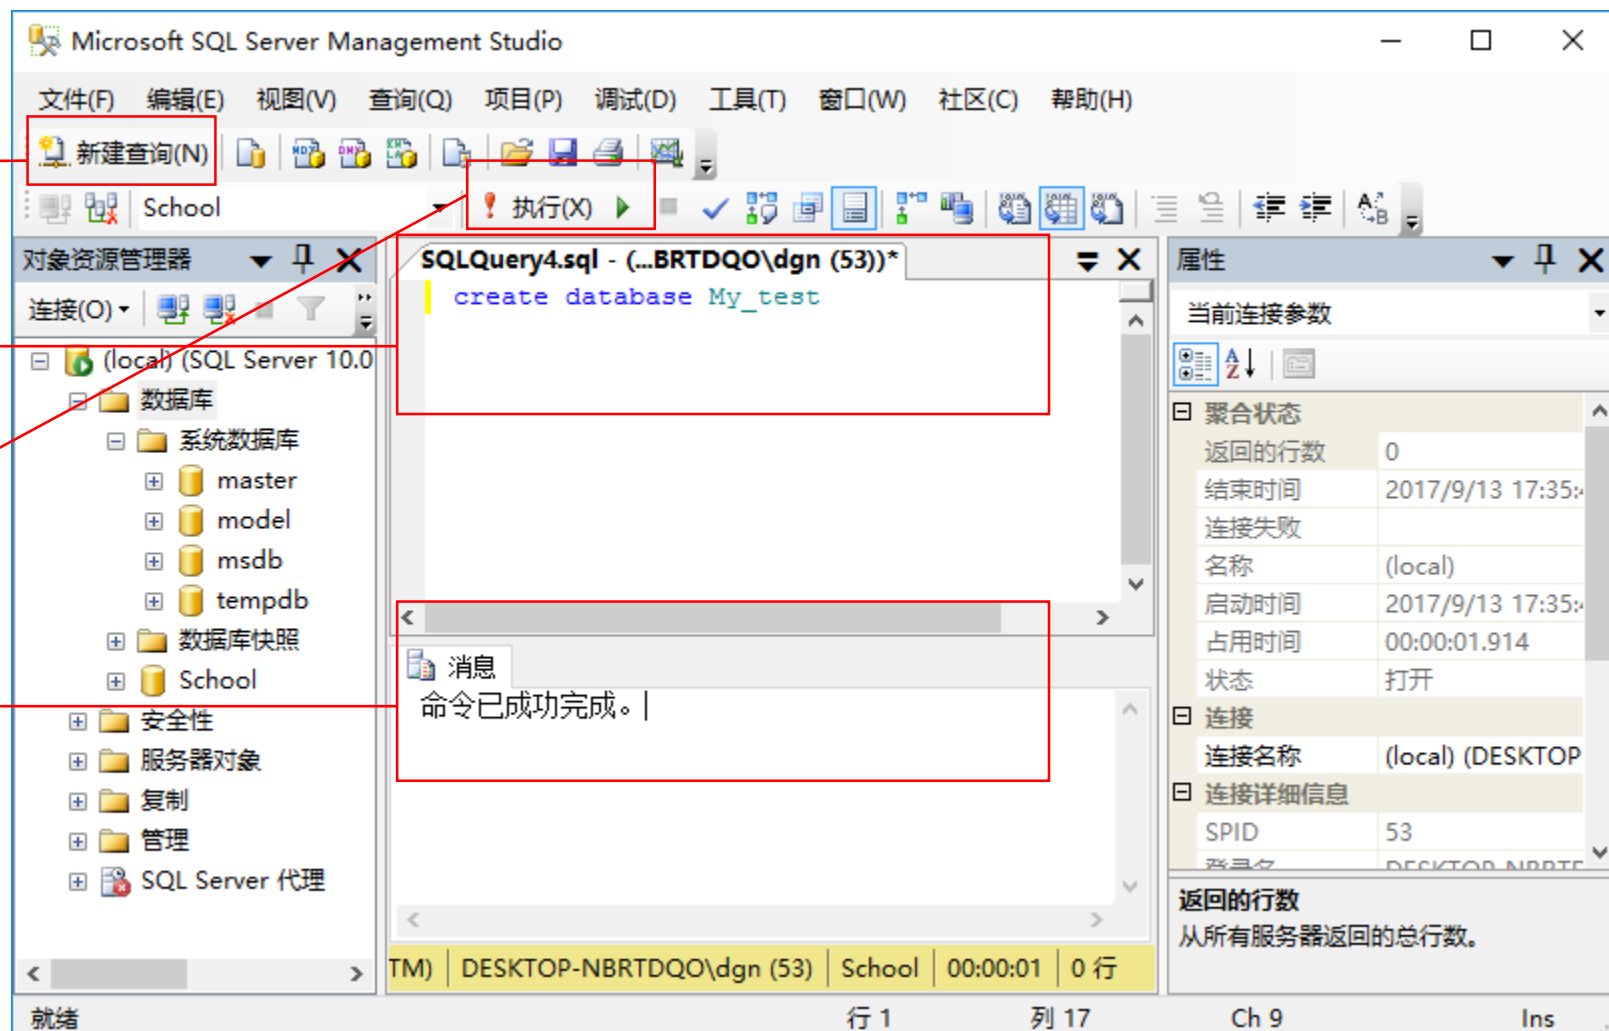 Microsoft SQL Server Management Studio
文件(F) 编辑(E) 视图(V) 查询(Q) 项目(P) 调试(D) 工具(T) 窗口(W) 社区(C) 帮助(H)
新建查询(N)
School
执行(X)
对象资源管理器
连接(O)
(local) (SQL Server 10.0
数据库
系统数据库
master
model
msdb
tempdb
数据库快照
School
安全性
服务器对象
复制
管理
SQL Server 代理
SQLQuery4.sql - (...BRTDQO\dgn (53))*
create database My_test
消息
命令已成功完成。
TM) DESKTOP-NBRTDQO\dgn (53) School 00:00:01 0 行
属性
当前连接参数
聚合状态
返回的行数 0
结束时间 2017/9/13 17:35:
连接失败
名称 (local)
启动时间 2017/9/13 17:35:
占用时间 00:00:01.914
状态 打开
连接
连接名称 (local) (DESKTOP
连接详细信息
SPID 53
登录名 DESKTOP-NBRTF
返回的行数
从所有服务器返回的总行数。
就绪 行 1 列 17 Ch 9 Ins